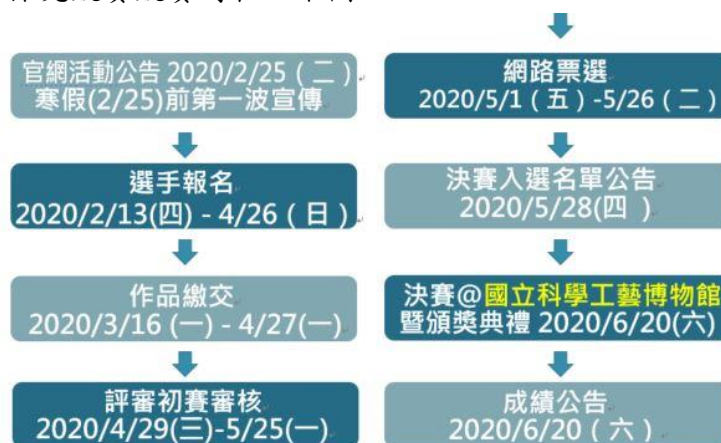 官網活動公告 2020/2/25 ( 二 )
寒假(2/25)前第一波宣傳
選手報名
2020/2/13(四) - 4/26 ( 日 )
作品繳交
2020/3/16 (一) - 4/27(一)
評審初賽審核
2020/4/29(三)-5/25(一)
網路票選
2020/5/1 ( 五 ) -5/26 ( 二 )
決賽入選名單公告
2020/5/28(四 )
決賽@國立科學工藝博物館
暨頒獎典禮 2020/6/20(六)
成績公告
2020/6/20 ( 六 )